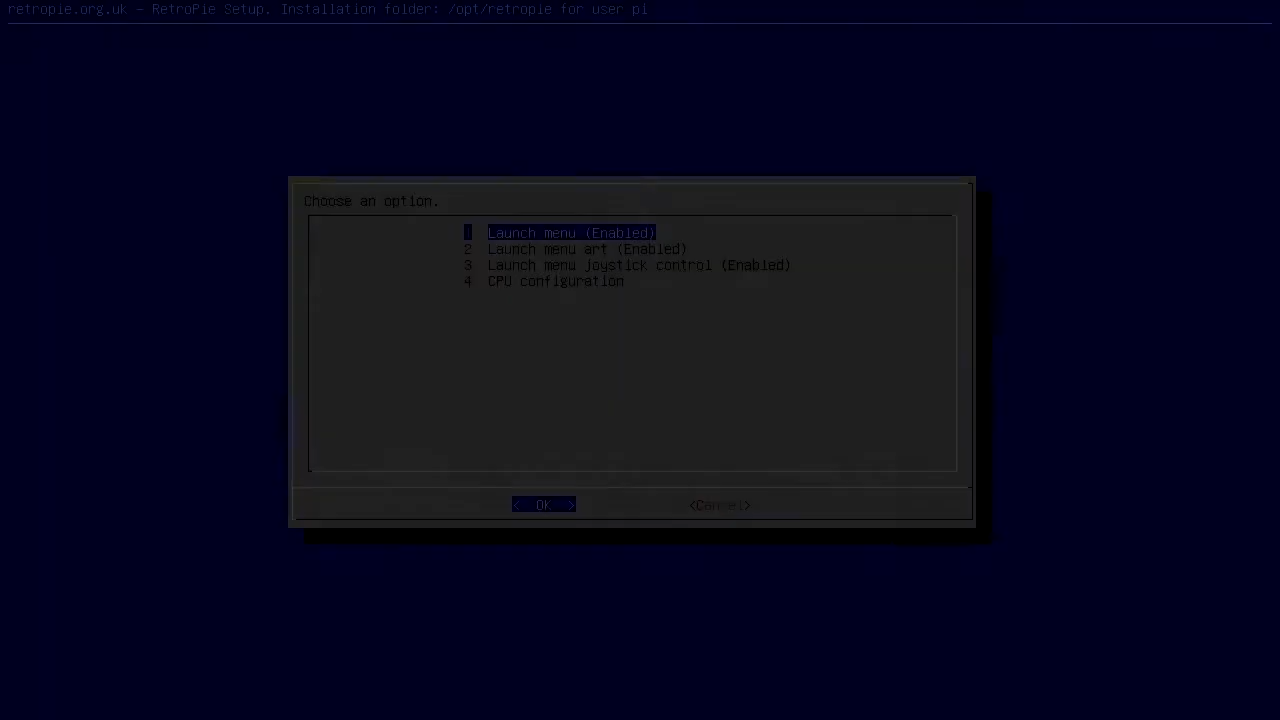 retropie.org.uk - RetroPie Setup. Installation folder: /opt/retropie for user pi
Choose an option.
1 Launch menu (Enabled)
2 Launch menu art (Enabled)
3 Launch menu joystick control (Enabled)
4 CPU configuration
< OK > <Cancel>